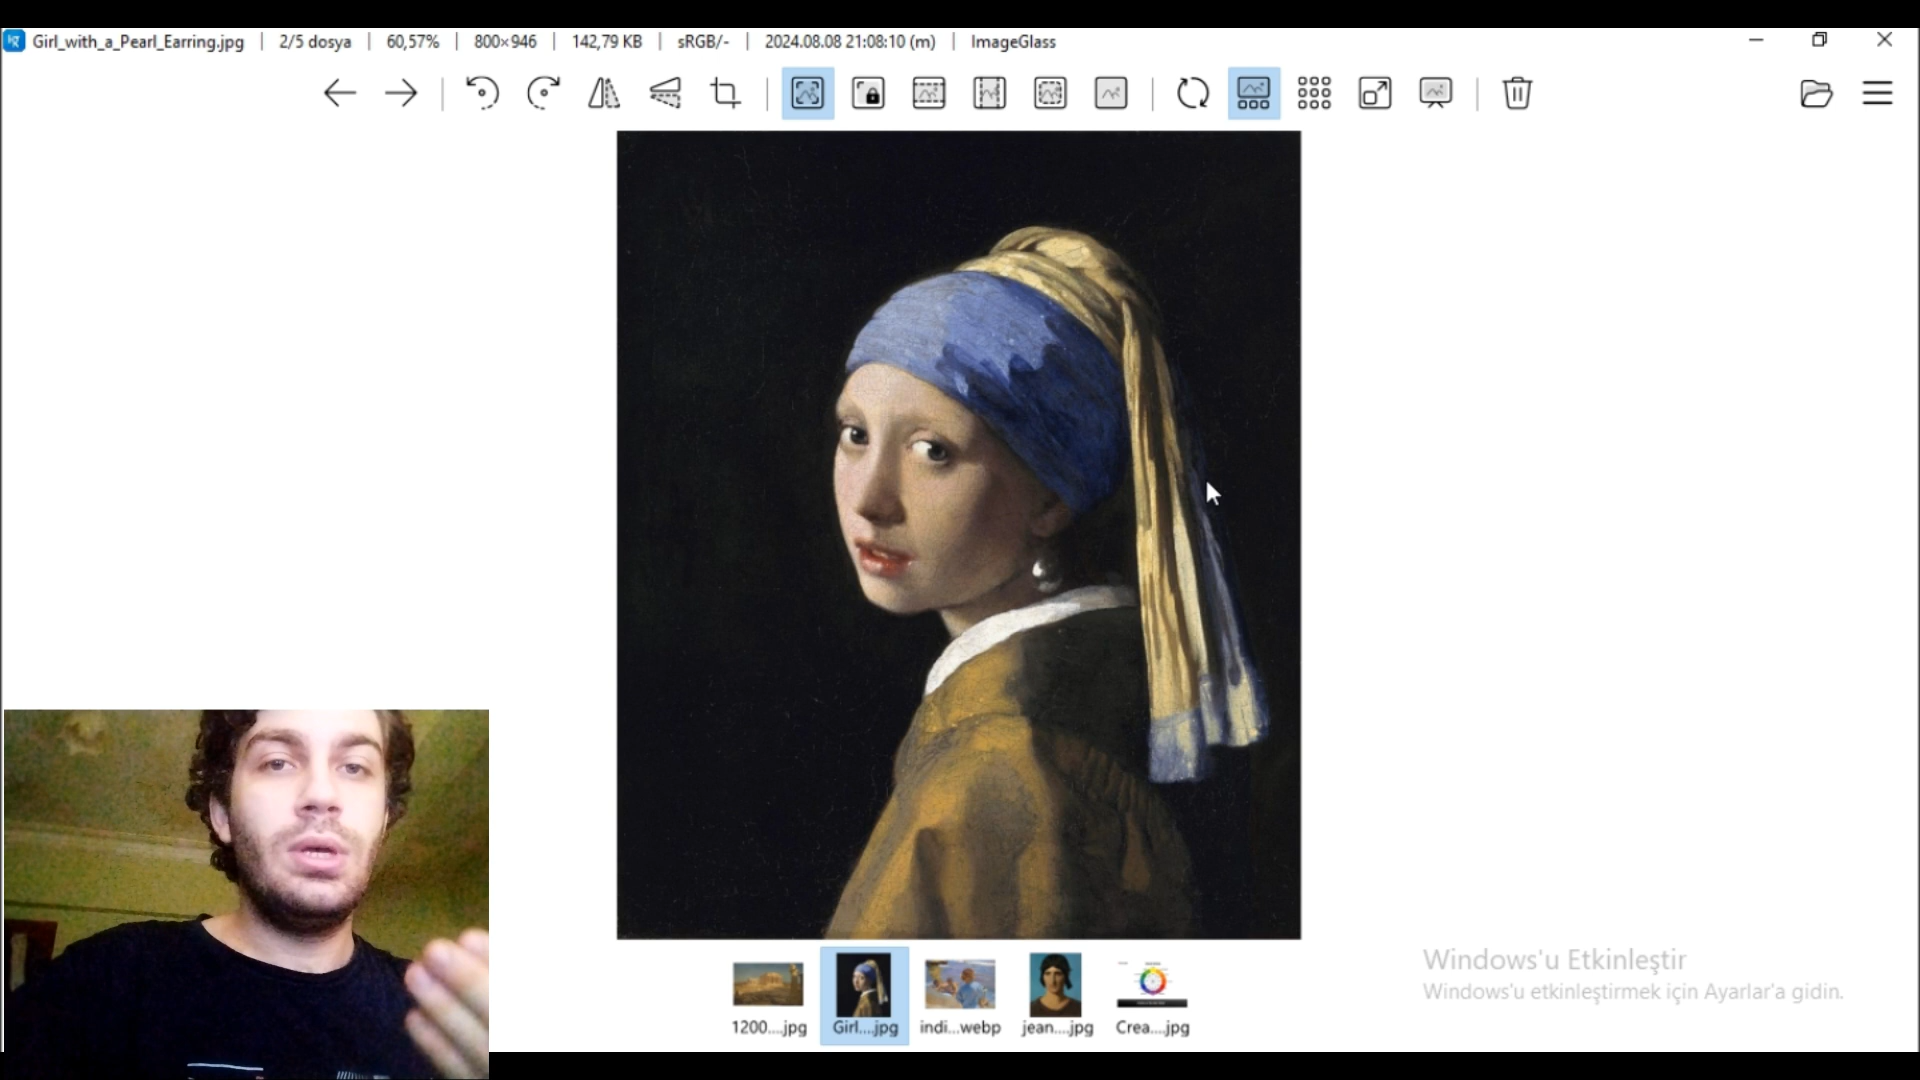 Girl_with_a_Pearl_Earring.jpg | 2/5 dosya | 60,57% | 800×946 | 142,79 KB | sRGB/- | 2024.08.08 21:08:10 (m) | ImageGlass
Windows'u Etkinleştir
Windows'u etkinleştirmek için Ayarlar'a gidin.
1200....jpg Girl....jpg indi...webp jean....jpg Crea....jpg